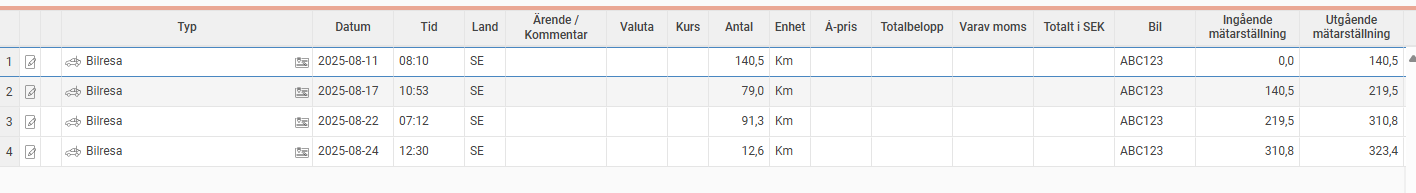 Typ Datum Tid Land Ärende / Kommentar Valuta Kurs Antal Enhet Á-pris Totalbelopp Varav moms Totalt i SEK Bil Ingående mätarställning Utgående mätarställning
1 Bilresa 2025-08-11 08:10 SE 140,5 Km ABC123 0,0 140,5
2 Bilresa 2025-08-17 10:53 SE 79,0 Km ABC123 140,5 219,5
3 Bilresa 2025-08-22 07:12 SE 91,3 Km ABC123 219,5 310,8
4 Bilresa 2025-08-24 12:30 SE 12,6 Km ABC123 310,8 323,4